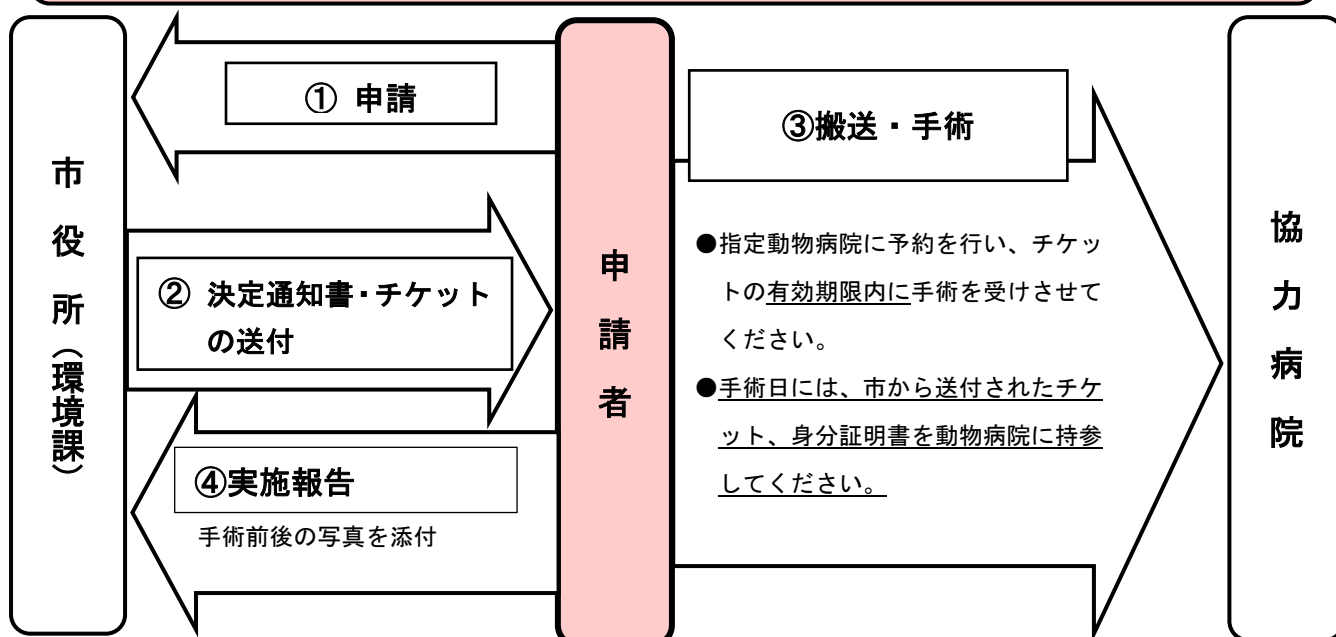 市役所（環境課）
① 申請
② 決定通知書・チケット
の送付
④実施報告
手術前後の写真を添付
申請者
③搬送・手術
●指定動物病院に予約を行い、チケッ
トの有効期限内に手術を受けさせて
ください。
●手術日には、市から送付されたチケ
ット、身分証明書を動物病院に持参
してください。
協力病院